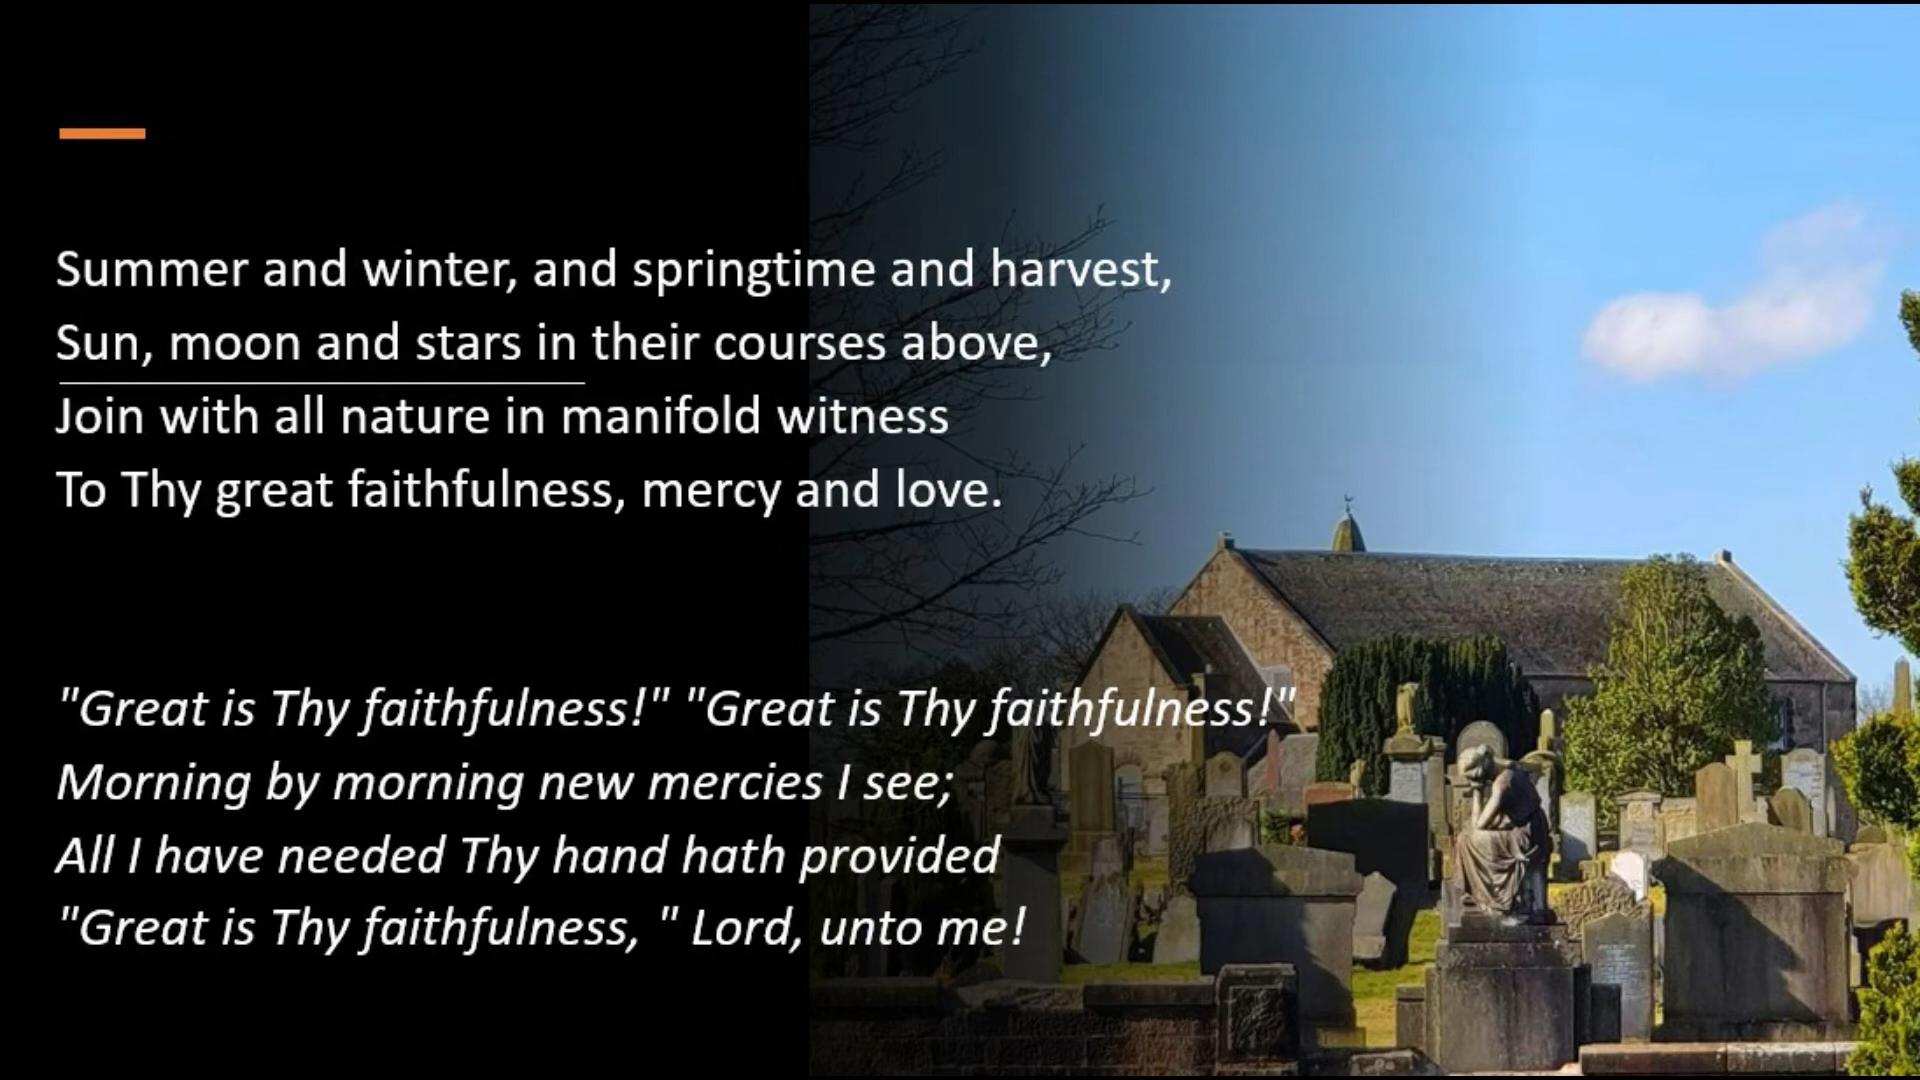 Summer and winter, and springtime and harvest,
Sun, moon and stars in their courses above,
Join with all nature in manifold witness
To Thy great faithfulness, mercy and love.
"Great is Thy faithfulness!" "Great is Thy faithfulness!"
Morning by morning new mercies I see;
All I have needed Thy hand hath provided
"Great is Thy faithfulness, " Lord, unto me!